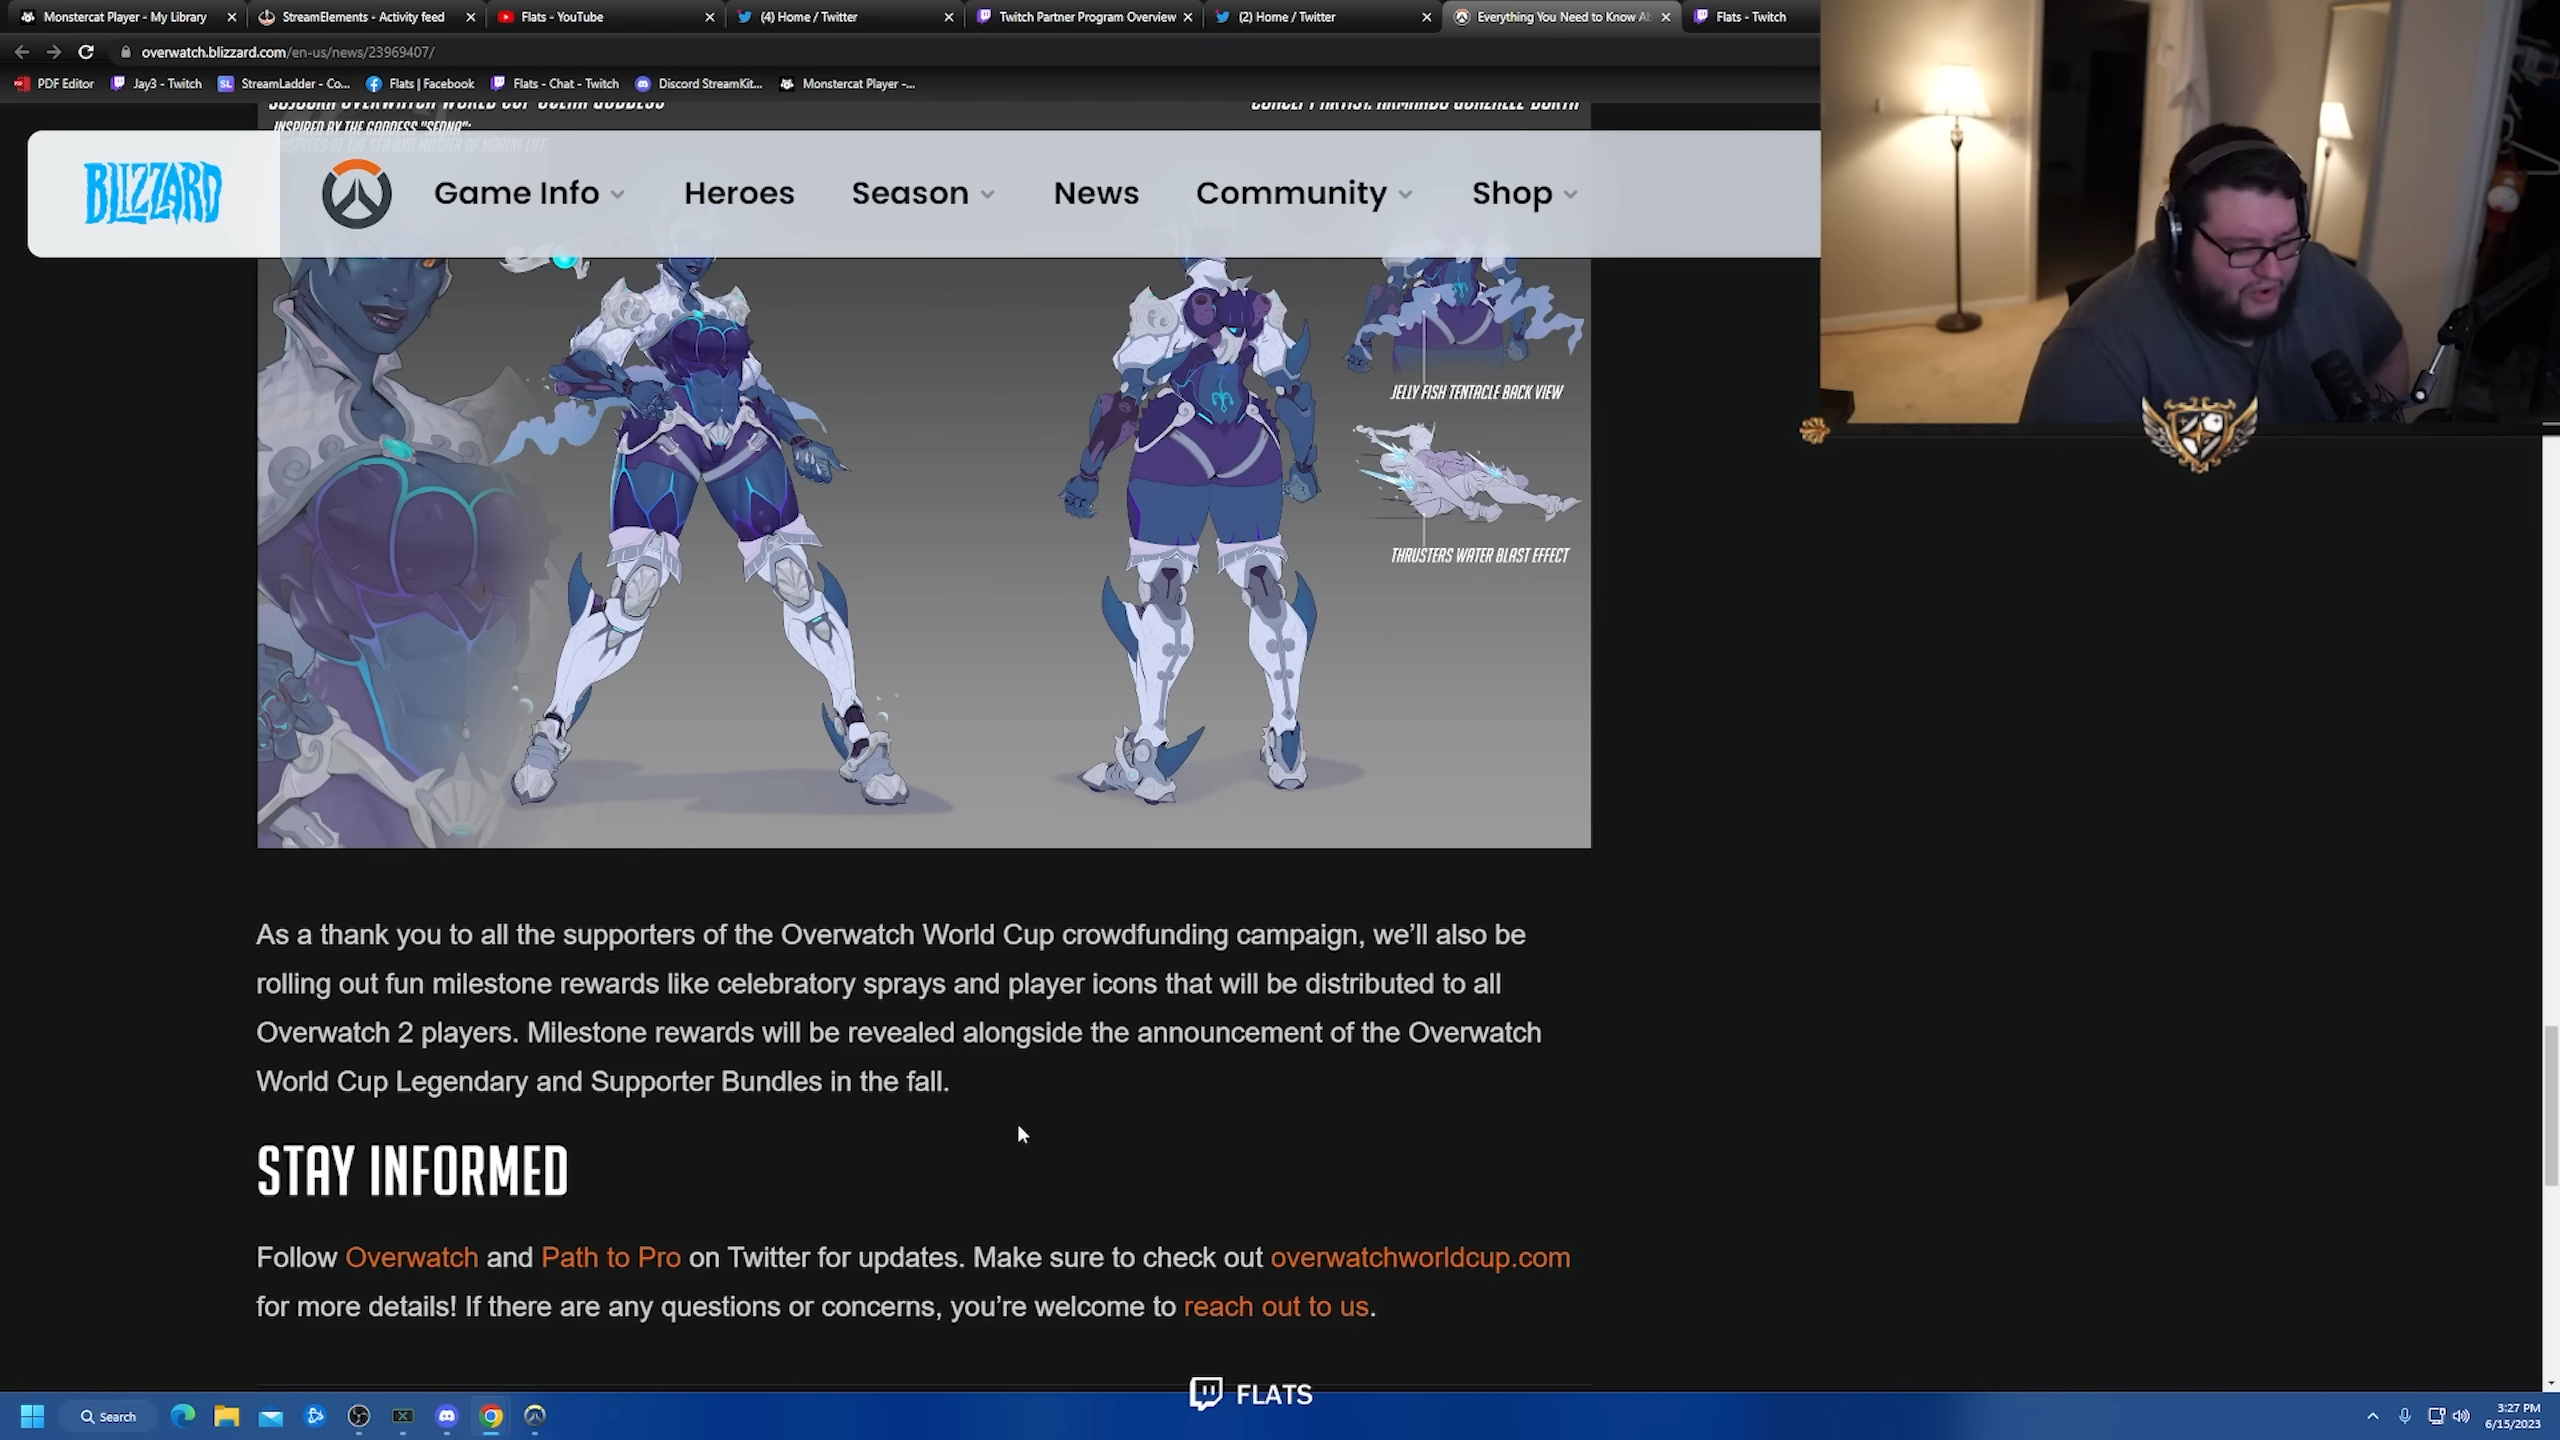 Monstercat Player - My Library
StreamElements - Activity feed
Flats - YouTube
(4) Home / Twitter
Twitch Partner Program Overview
(2) Home / Twitter
Everything You Need to Know Ab
Flats - Twitch
overwatch.blizzard.com/en-us/news/23969407/
PDF Editor
Jay3 - Twitch
StreamLadder - Co...
Flats | Facebook
Flats - Chat - Twitch
Discord StreamKit...
Monstercat Player -...
SOJOURN OVERWATCH WORLD CUP OCEAN GODDESS
INSPIRED BY THE GODDESS "SEDNA":
MISTRESS OF THE SEA AND MOTHER OF MARINE LIFE
BLIZZARD
Game Info
Heroes
Season
News
Community
Shop
JELLY FISH TENTACLE BACK VIEW
THRUSTERS WATER BLAST EFFECT
As a thank you to all the supporters of the Overwatch World Cup crowdfunding campaign, we'll also be
rolling out fun milestone rewards like celebratory sprays and player icons that will be distributed to all
Overwatch 2 players. Milestone rewards will be revealed alongside the announcement of the Overwatch
World Cup Legendary and Supporter Bundles in the fall.
STAY INFORMED
Follow Overwatch and Path to Pro on Twitter for updates. Make sure to check out overwatchworldcup.com
for more details! If there are any questions or concerns, you're welcome to reach out to us.
FLATS
Search
3:27 PM
6/15/2023